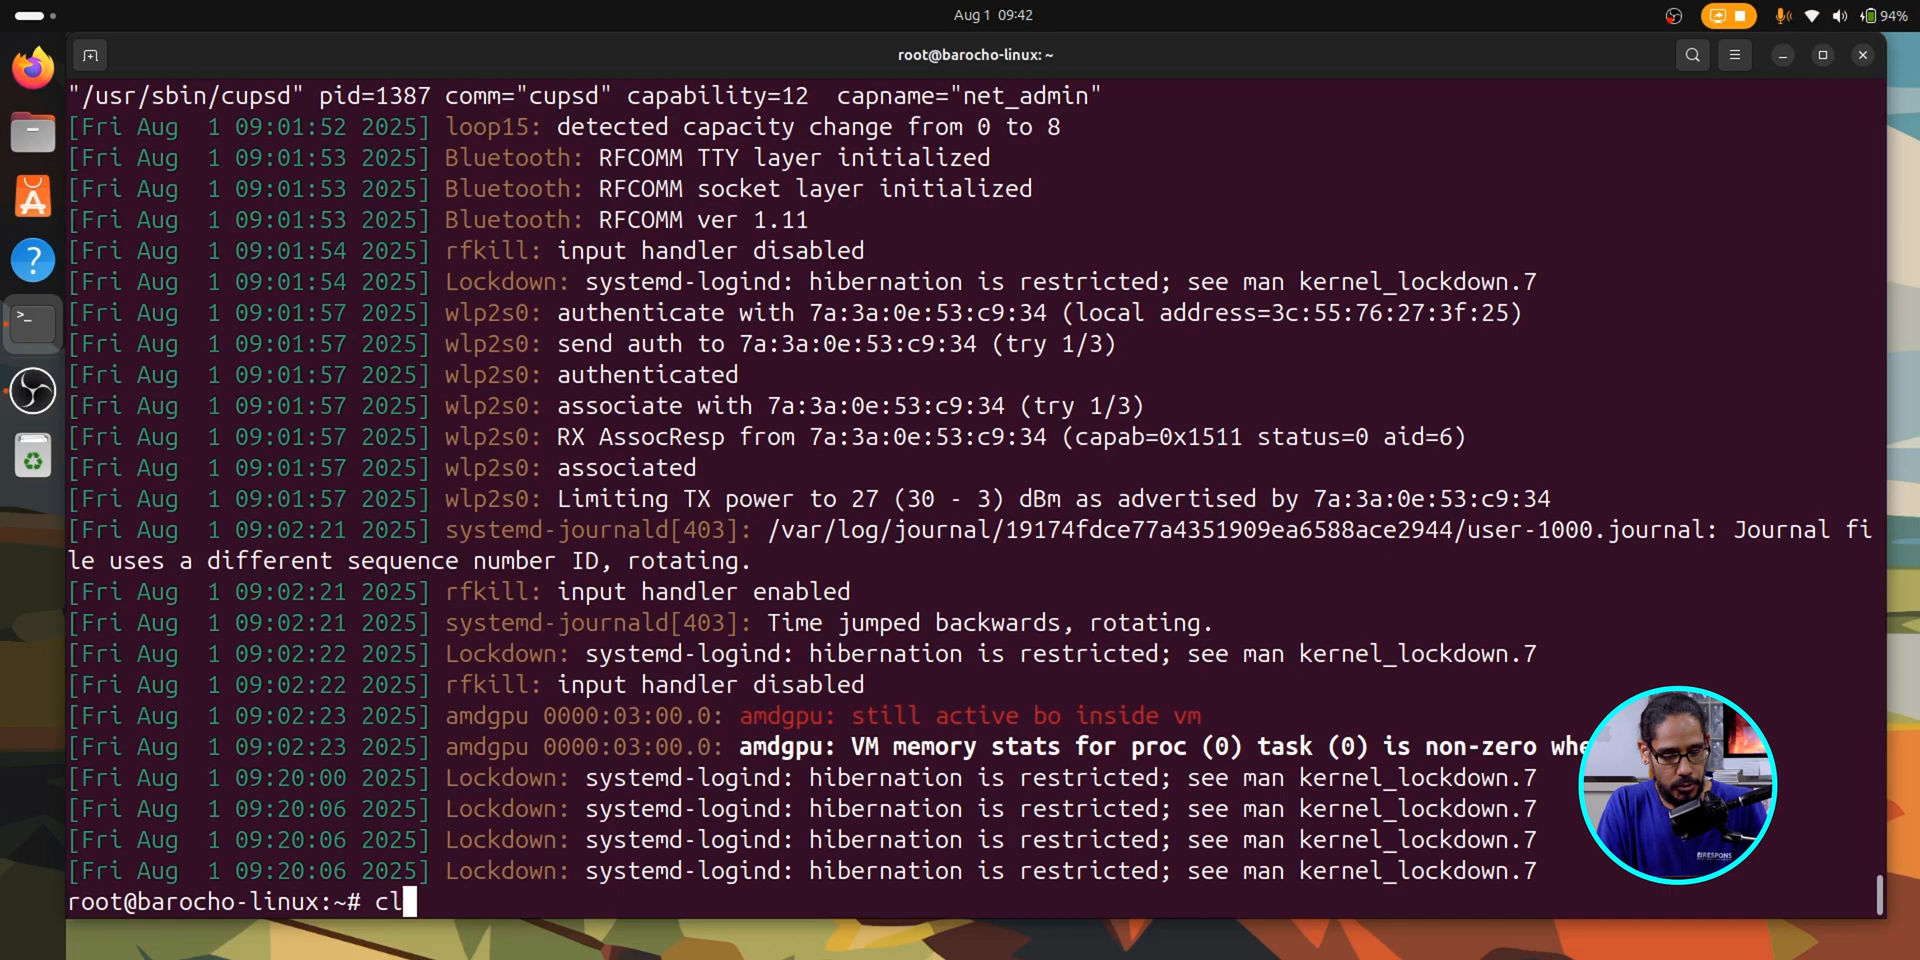 Aug 1 09:42
94%
root@barocho-linux: ~
"/usr/sbin/cupsd" pid=1387 comm="cupsd" capability=12  capname="net_admin"
[Fri Aug  1 09:01:52 2025] loop15: detected capacity change from 0 to 8
[Fri Aug  1 09:01:53 2025] Bluetooth: RFCOMM TTY layer initialized
[Fri Aug  1 09:01:53 2025] Bluetooth: RFCOMM socket layer initialized
[Fri Aug  1 09:01:53 2025] Bluetooth: RFCOMM ver 1.11
[Fri Aug  1 09:01:54 2025] rfkill: input handler disabled
[Fri Aug  1 09:01:54 2025] Lockdown: systemd-logind: hibernation is restricted; see man kernel_lockdown.7
[Fri Aug  1 09:01:57 2025] wlp2s0: authenticate with 7a:3a:0e:53:c9:34 (local address=3c:55:76:27:3f:25)
[Fri Aug  1 09:01:57 2025] wlp2s0: send auth to 7a:3a:0e:53:c9:34 (try 1/3)
[Fri Aug  1 09:01:57 2025] wlp2s0: authenticated
[Fri Aug  1 09:01:57 2025] wlp2s0: associate with 7a:3a:0e:53:c9:34 (try 1/3)
[Fri Aug  1 09:01:57 2025] wlp2s0: RX AssocResp from 7a:3a:0e:53:c9:34 (capab=0x1511 status=0 aid=6)
[Fri Aug  1 09:01:57 2025] wlp2s0: associated
[Fri Aug  1 09:01:57 2025] wlp2s0: Limiting TX power to 27 (30 - 3) dBm as advertised by 7a:3a:0e:53:c9:34
[Fri Aug  1 09:02:21 2025] systemd-journald[403]: /var/log/journal/19174fdce77a4351909ea6588ace2944/user-1000.journal: Journal fi
le uses a different sequence number ID, rotating.
[Fri Aug  1 09:02:21 2025] rfkill: input handler enabled
[Fri Aug  1 09:02:21 2025] systemd-journald[403]: Time jumped backwards, rotating.
[Fri Aug  1 09:02:22 2025] Lockdown: systemd-logind: hibernation is restricted; see man kernel_lockdown.7
[Fri Aug  1 09:02:22 2025] rfkill: input handler disabled
[Fri Aug  1 09:02:23 2025] amdgpu 0000:03:00.0: amdgpu: still active bo inside vm
[Fri Aug  1 09:02:23 2025] amdgpu 0000:03:00.0: amdgpu: VM memory stats for proc (0) task (0) is non-zero whe
[Fri Aug  1 09:20:00 2025] Lockdown: systemd-logind: hibernation is restricted; see man kernel_lockdown.7
[Fri Aug  1 09:20:06 2025] Lockdown: systemd-logind: hibernation is restricted; see man kernel_lockdown.7
[Fri Aug  1 09:20:06 2025] Lockdown: systemd-logind: hibernation is restricted; see man kernel_lockdown.7
[Fri Aug  1 09:20:06 2025] Lockdown: systemd-logind: hibernation is restricted; see man kernel_lockdown.7
root@barocho-linux:~# cl